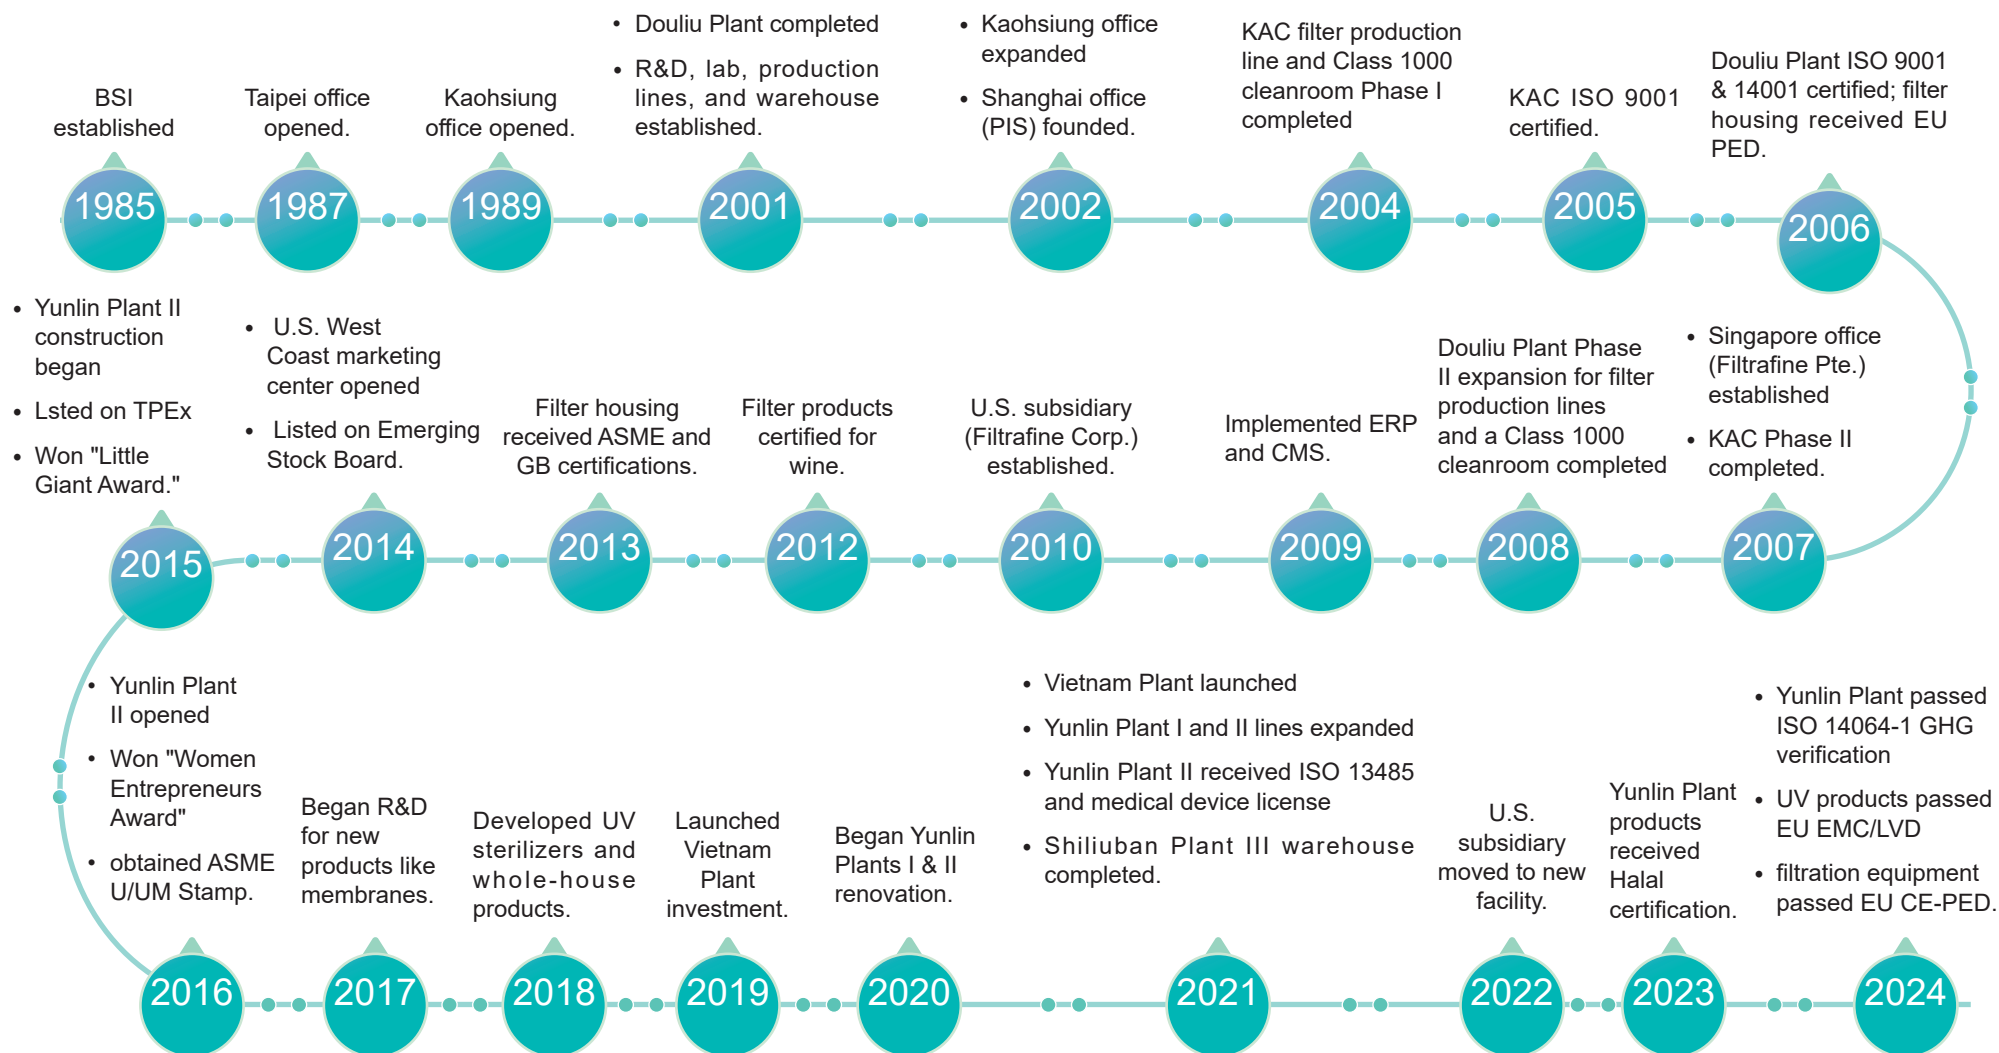 BSI
established
1985
Taipei office
opened.
1987
Kaohsiung
office opened.
1989
• Douliu Plant completed
• R&D, lab, production
lines, and warehouse
established.
2001
• Kaohsiung office
expanded
• Shanghai office
(PIS) founded.
2002
KAC filter production
line and Class 1000
cleanroom Phase I
completed
2004
KAC ISO 9001
certified.
2005
Douliu Plant ISO 9001
& 14001 certified; filter
housing received EU
PED.
2006
• Singapore office
(Filtrafine Pte.)
established
• KAC Phase II
completed.
2007
Douliu Plant Phase
II expansion for filter
production lines
and a Class 1000
cleanroom completed
2008
Implemented ERP
and CMS.
2009
U.S. subsidiary
(Filtrafine Corp.)
established.
2010
Filter products
certified for
wine.
2012
Filter housing
received ASME and
GB certifications.
2013
• U.S. West
Coast marketing
center opened
• Listed on Emerging
Stock Board.
2014
• Yunlin Plant II
construction
began
• Lsted on TPEx
• Won "Little
Giant Award."
2015
• Yunlin Plant
II opened
• Won "Women
Entrepreneurs
Award"
• obtained ASME
U/UM Stamp.
2016
Began R&D
for new
products like
membranes.
2017
Developed UV
sterilizers and
whole-house
products.
2018
Launched
Vietnam
Plant
investment.
2019
Began Yunlin
Plants I & II
renovation.
2020
• Vietnam Plant launched
• Yunlin Plant I and II lines expanded
• Yunlin Plant II received ISO 13485
and medical device license
• Shiliuban Plant III warehouse
completed.
2021
U.S.
subsidiary
moved to new
facility.
2022
Yunlin Plant
products
received
Halal
certification.
2023
• Yunlin Plant passed
ISO 14064-1 GHG
verification
• UV products passed
EU EMC/LVD
• filtration equipment
passed EU CE-PED.
2024